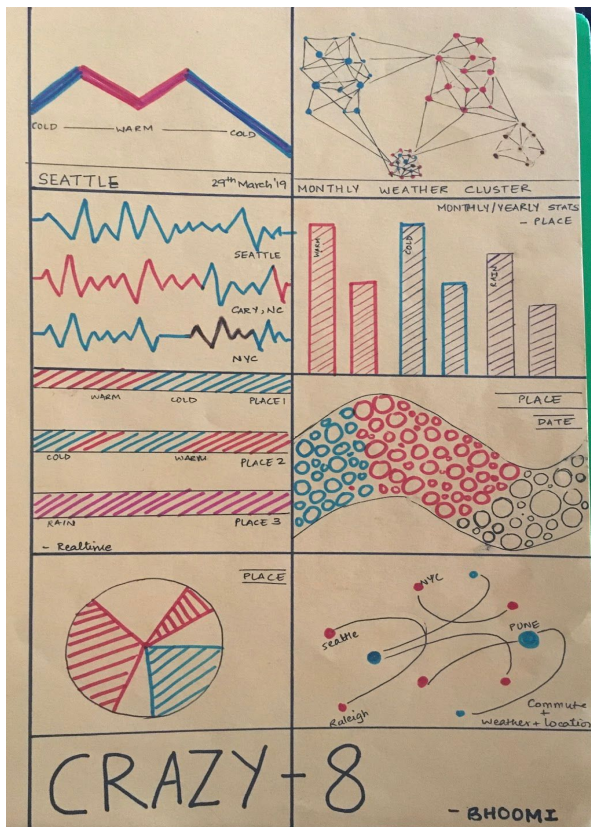 COLD WARM COLD
SEATTLE 29th March'19
MONTHLY WEATHER CLUSTER
SEATTLE
CARY, NC
NYC
MONTHLY/YEARLY STATS
- PLACE
WARM
COLD
RAIN
WARM COLD PLACE 1
COLD WARM PLACE 2
RAIN PLACE 3
- Realtime
PLACE
DATE
PLACE
NYC
Seattle
PUNE
Raleigh
Commute
+
Weather + Location
CRAZY-8
- BHOOMI